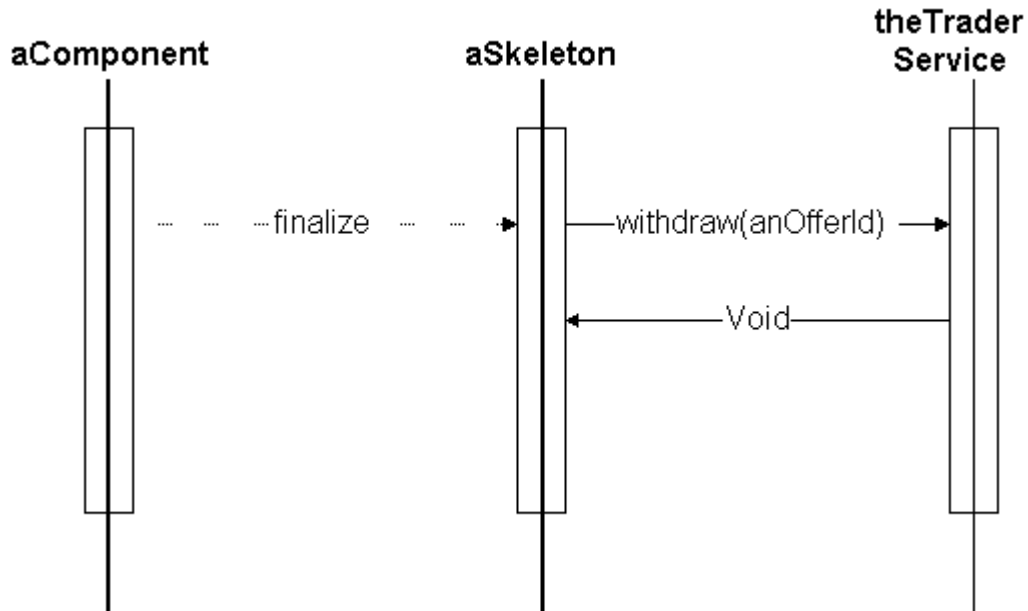 aComponent
aSkeleton
theTrader
Service
finalize
withdraw(anOfferId)
Void